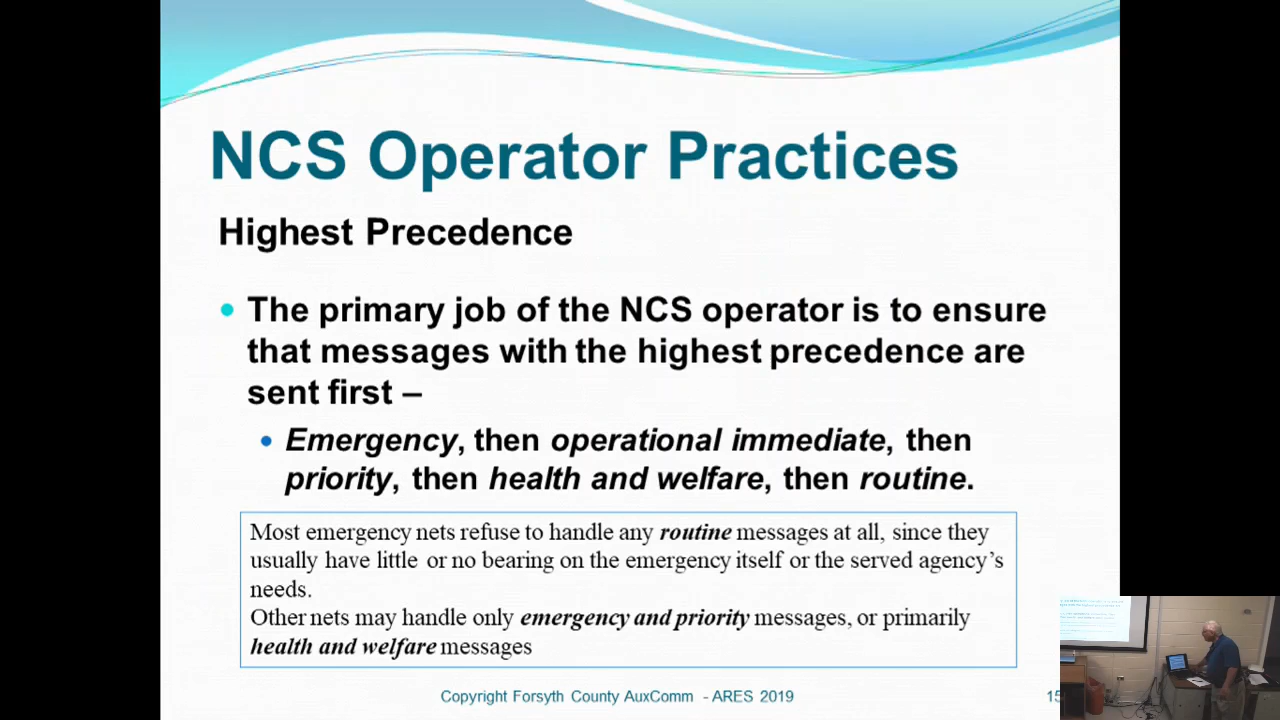 NCS Operator Practices
Highest Precedence
The primary job of the NCS operator is to ensure
that messages with the highest precedence are
sent first –
Emergency, then operational immediate, then
priority, then health and welfare, then routine.
Most emergency nets refuse to handle any routine messages at all, since they
usually have little or no bearing on the emergency itself or the served agency's
needs.
Other nets may handle only emergency and priority messages, or primarily
health and welfare messages
Copyright Forsyth County AuxComm - ARES 2019